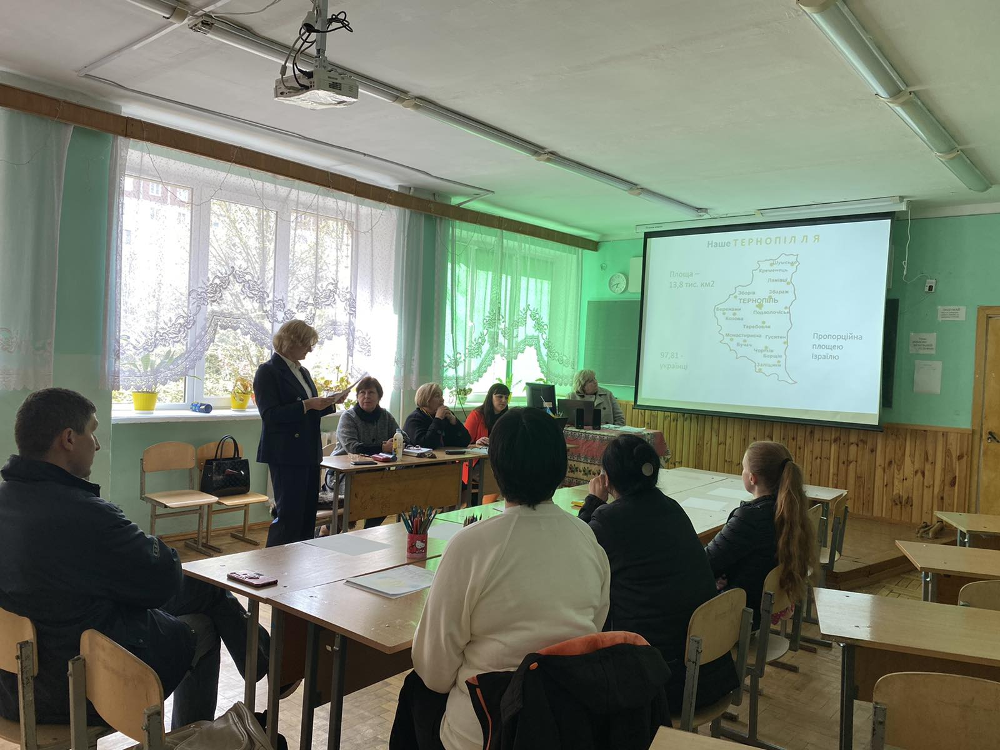 Наше ТЕРНОПІЛЛЯ
Площа –
13,8 тис. км2
Шумськ
Кременець
Ланівці
Зборів
Збараж
ТЕРНОПІЛЬ
Бережани
Подволочиськ
Козова
Теребовля
Монастириска
Гусятин
Бучач
Чортків
Борщів
Заліщики
97,81 -
українці
Пропорційна
площею
Ізраїлю